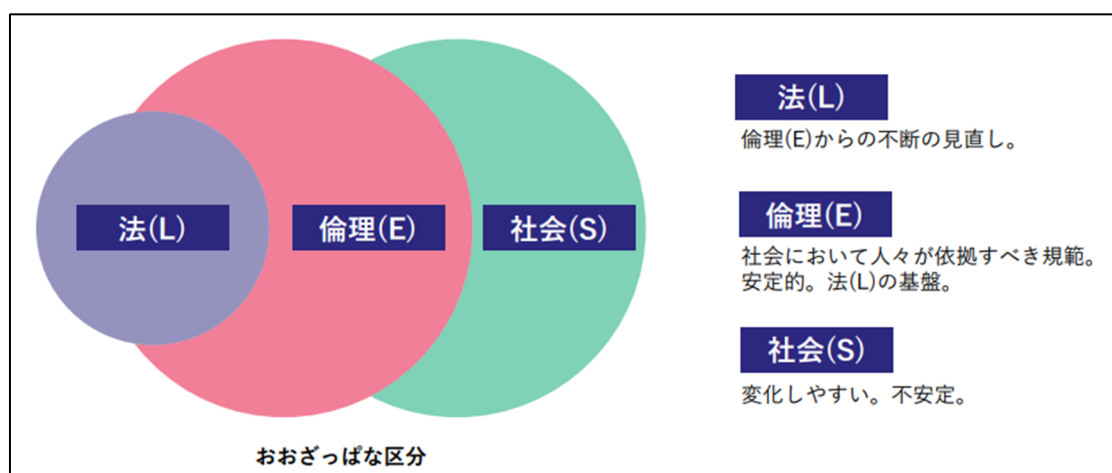 法(L)
倫理(E)
社会(S)
おおざっぱな区分
法(L)
倫理(E)からの不断の見直し。
倫理(E)
社会において人々が依拠すべき規範。
安定的。法(L)の基盤。
社会(S)
変化しやすい。不安定。